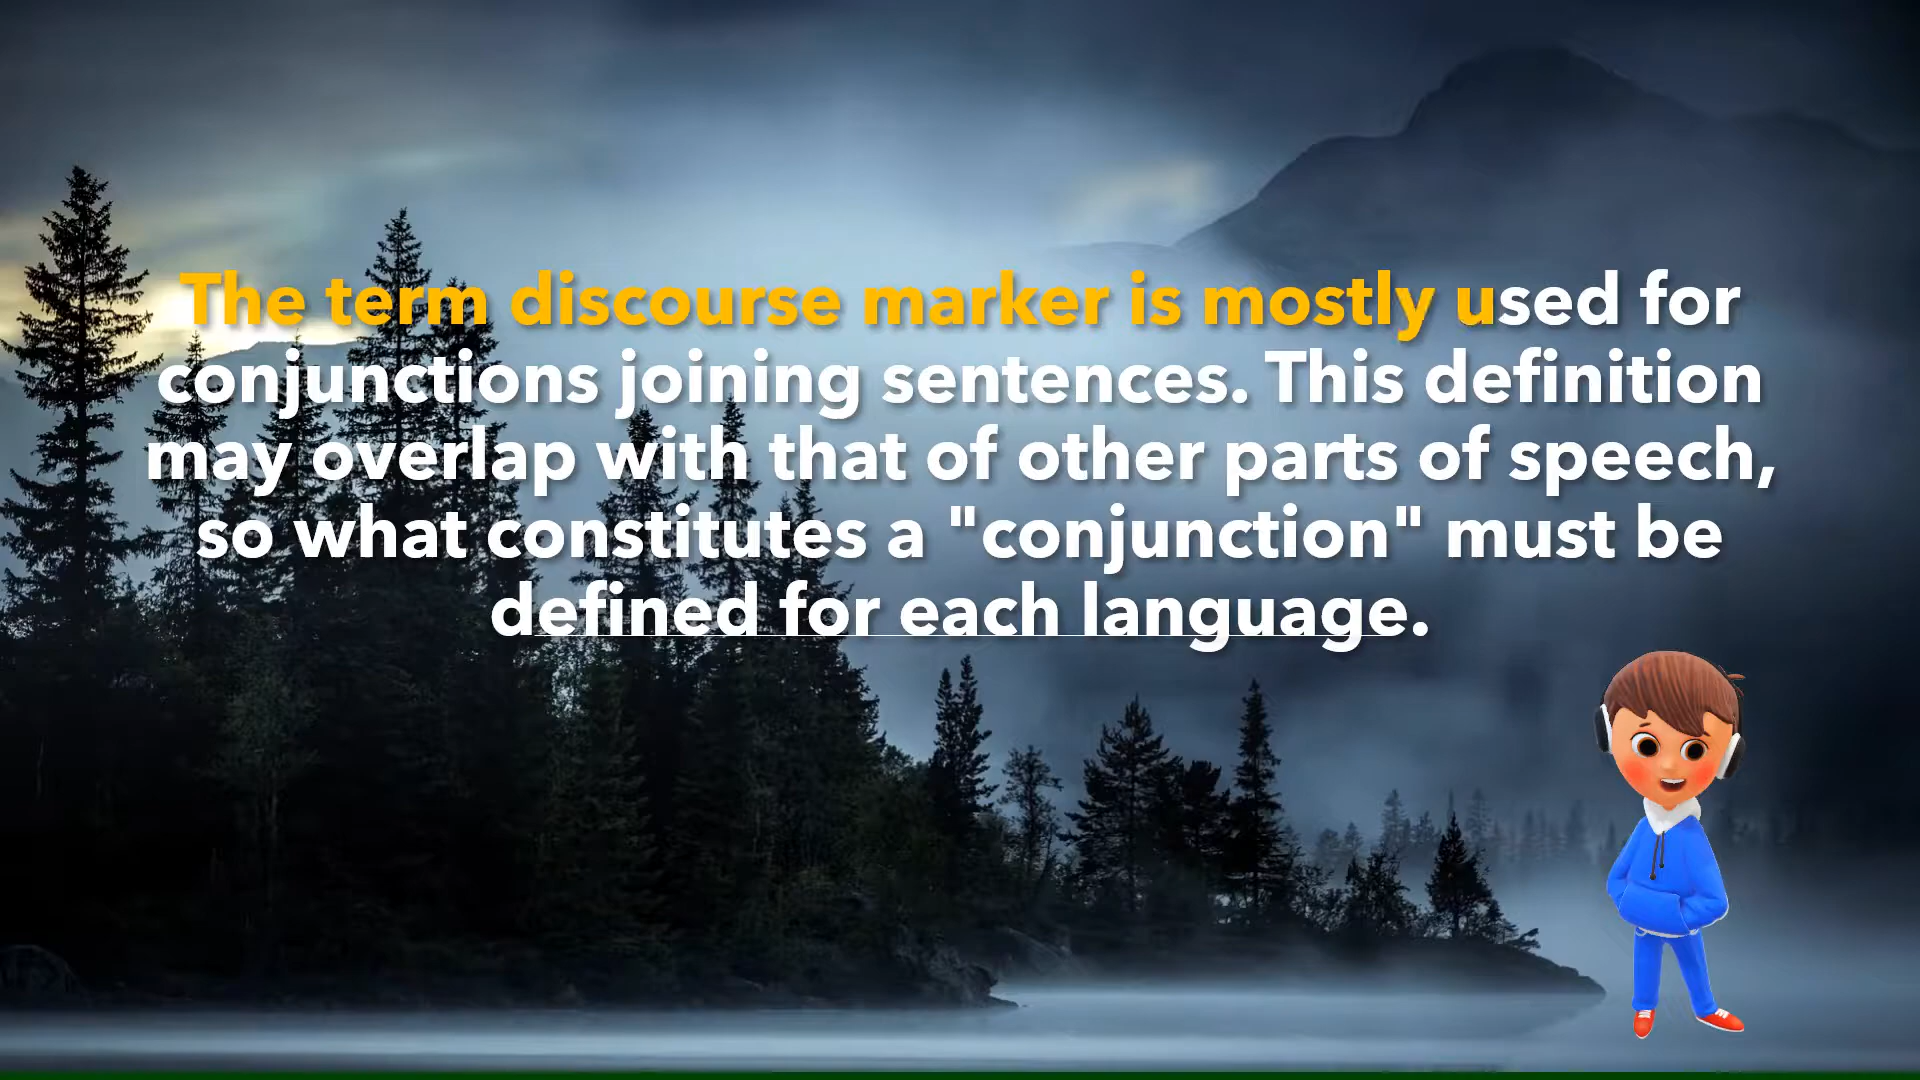 The term discourse marker is mostly used for
conjunctions joining sentences. This definition
may overlap with that of other parts of speech,
so what constitutes a "conjunction" must be
defined for each language.